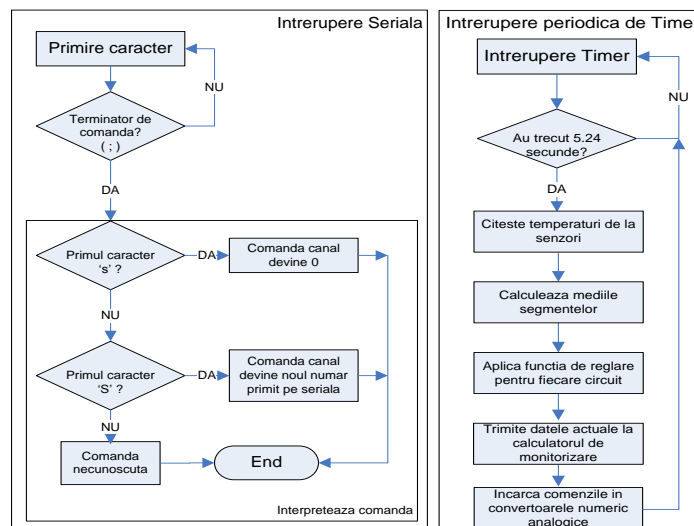 Intrerupere Seriala
Primire caracter
NU
Terminator de
comanda?
( ; )
DA
Primul caracter
's' ?
DA
Comanda canal
devine 0
NU
Primul caracter
'S' ?
DA
Comanda canal
devine noul numar
primit pe seriala
NU
Comanda
necunoscuta
End
Interpreteaza comanda
Intrerupere periodica de Timer
Intrerupere Timer
NU
Au trecut 5.24
secunde?
DA
Citeste temperaturi de la
senzori
Calculeaza mediile
segmentelor
Aplica functia de reglare
pentru fiecare circuit
Trimite datele actuale la
calculatorul de
monitorizare
Incarca comenzile in
convertoarele numeric
analogice